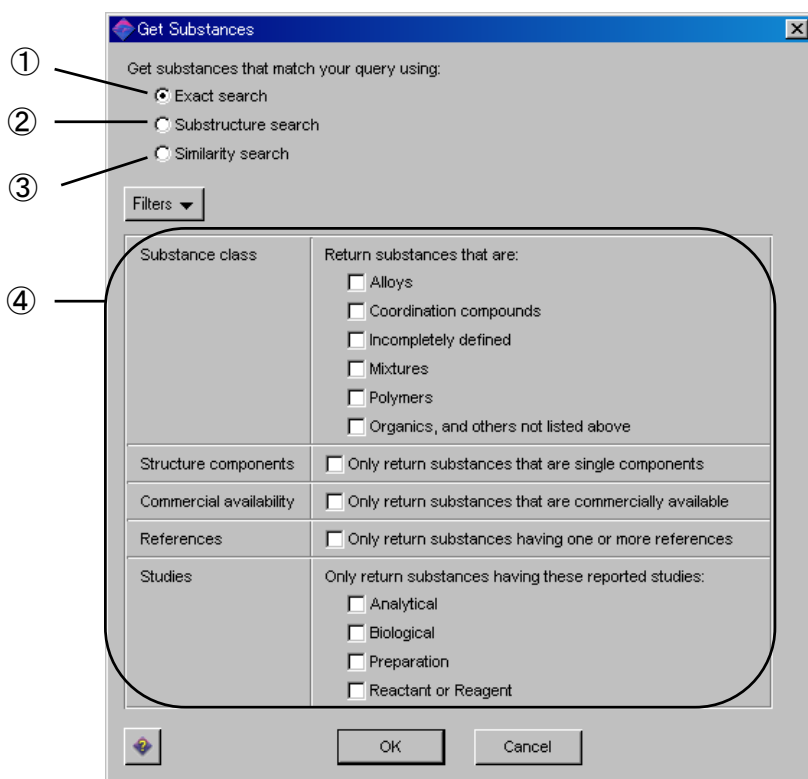 Get Substances
① Get substances that match your query using:
Exact search
② Substructure search
③ Similarity search
Filters
④
Substance class Return substances that are:
Alloys
Coordination compounds
Incompletely defined
Mixtures
Polymers
Organics, and others not listed above
Structure components Only return substances that are single components
Commercial availability Only return substances that are commercially available
References Only return substances having one or more references
Studies Only return substances having these reported studies:
Analytical
Biological
Preparation
Reactant or Reagent
? OK Cancel